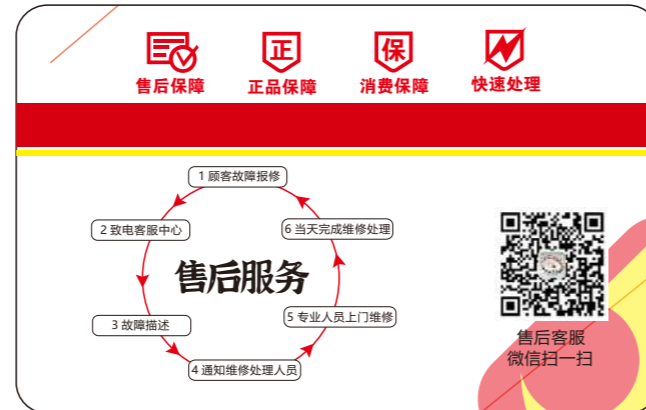 正
保
售后保障
正品保障
消费保障
快速处理
1 顾客故障报修
2 致电客服中心
6 当天完成维修处理
售后服务
3 故障描述
5 专业人员上门维修
4 通知维修处理人员
售后客服
微信扫一扫